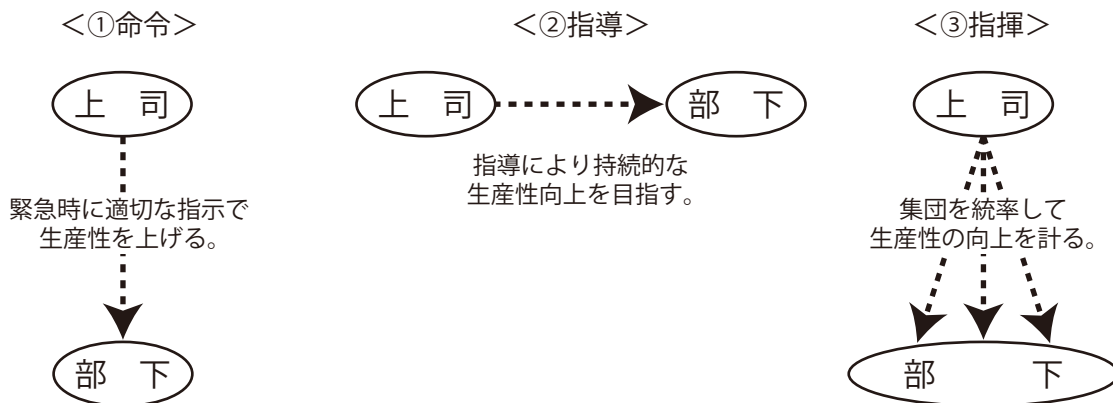 ＜①命令＞
上　司
緊急時に適切な指示で
生産性を上げる。
部　下
＜②指導＞
上　司
部　下
指導により持続的な
生産性向上を目指す。
＜③指揮＞
上　司
集団を統率して
生産性の向上を計る。
部　　下